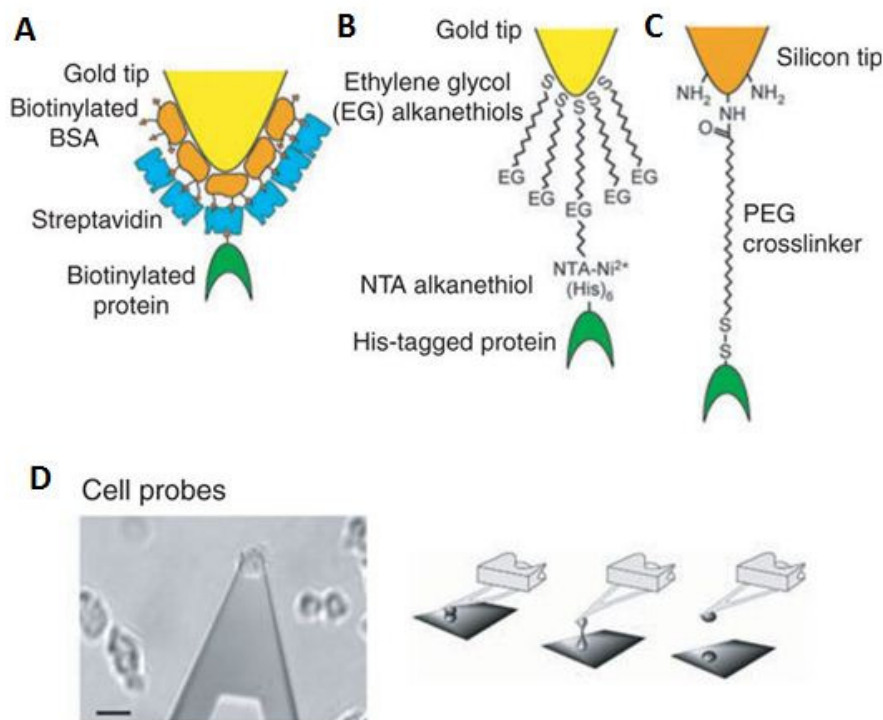 A
Gold tip
Biotinylated
BSA
Streptavidin
Biotinylated
protein
B
Gold tip
Ethylene glycol
(EG) alkanethiols
S S S S S
EG EG EG EG EG
NTA alkanethiol
NTA-Ni²⁺
(His)₆
His-tagged protein
C
Silicon tip
NH₂ NH₂
NH
O
PEG
crosslinker
S
S
D
Cell probes